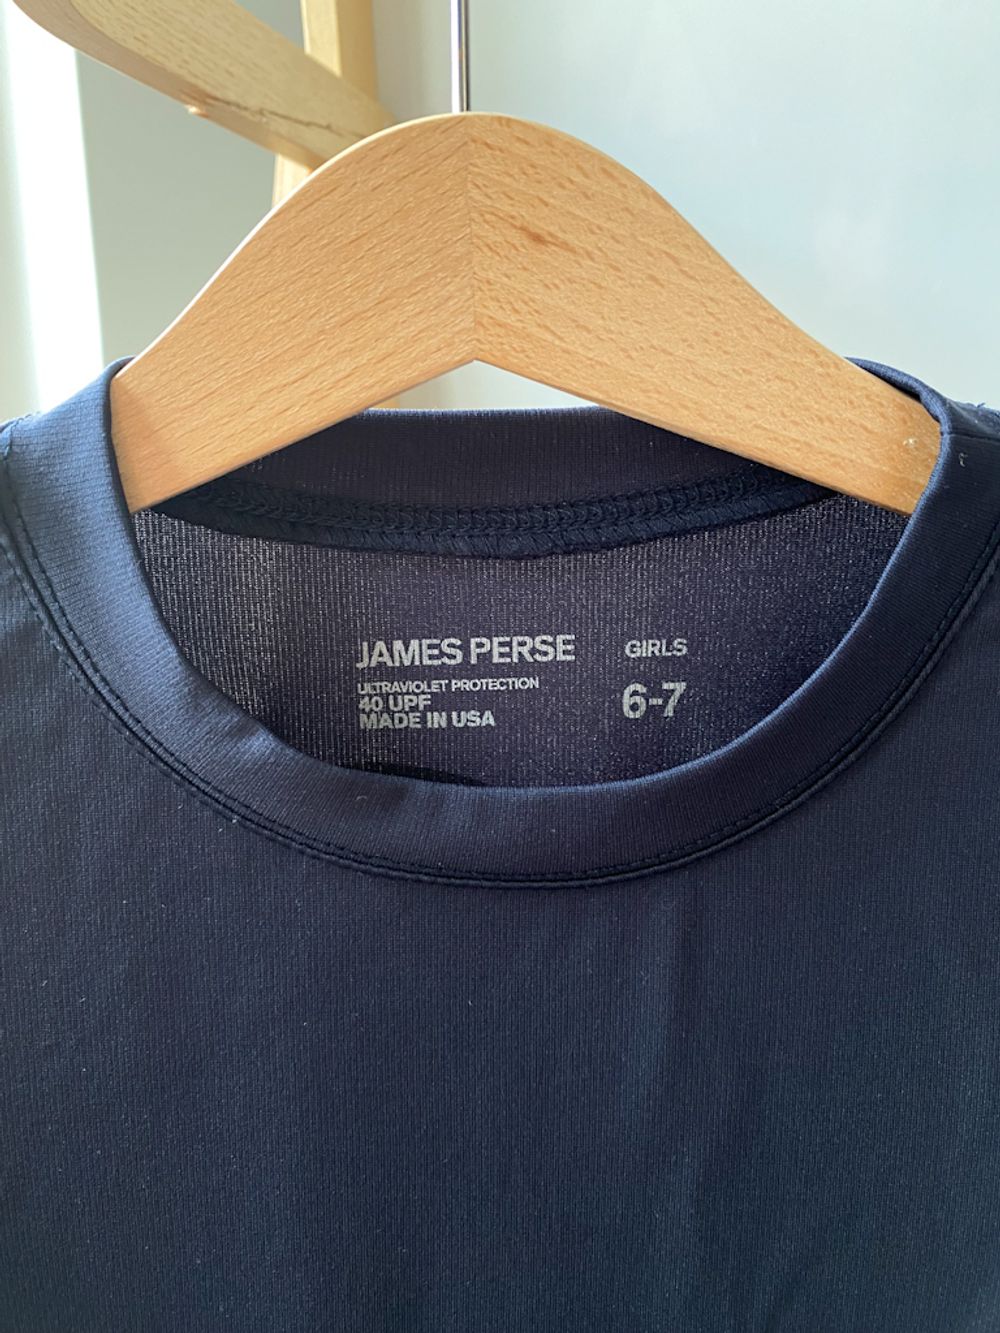 JAMES PERSE
ULTRAVIOLET PROTECTION
40 UPF
MADE IN USA
GIRLS
6-7